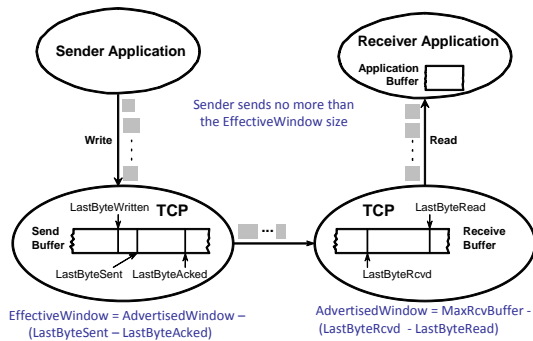 Sender Application
Receiver Application
Application
Buffer
Sender sends no more than
the EffectiveWindow size
Write
Read
TCP
LastByteWritten
Send
Buffer
LastByteSent
LastByteAcked
TCP
LastByteRead
Receive
Buffer
LastByteRcvd
EffectiveWindow = AdvertisedWindow –
(LastByteSent – LastByteAcked)
AdvertisedWindow = MaxRcvBuffer -
(LastByteRcvd - LastByteRead)